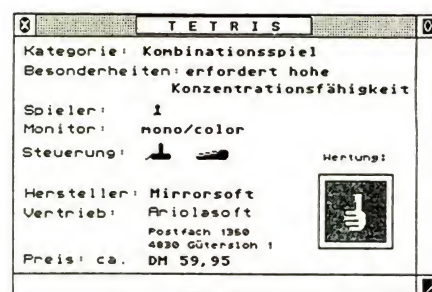 TETRIS
Kategorie: Kombinationsspiel
Besonderheiten: erfordert hohe
Konzentrationsfähigkeit
Spieler: 1
Monitor: mono/color
Steuerung:
Wertung:
Hersteller: Mirrorsoft
Vertrieb: Ariolasoft
Postfach 1350
4830 Gütersloh 1
Preis: ca. DM 59,95